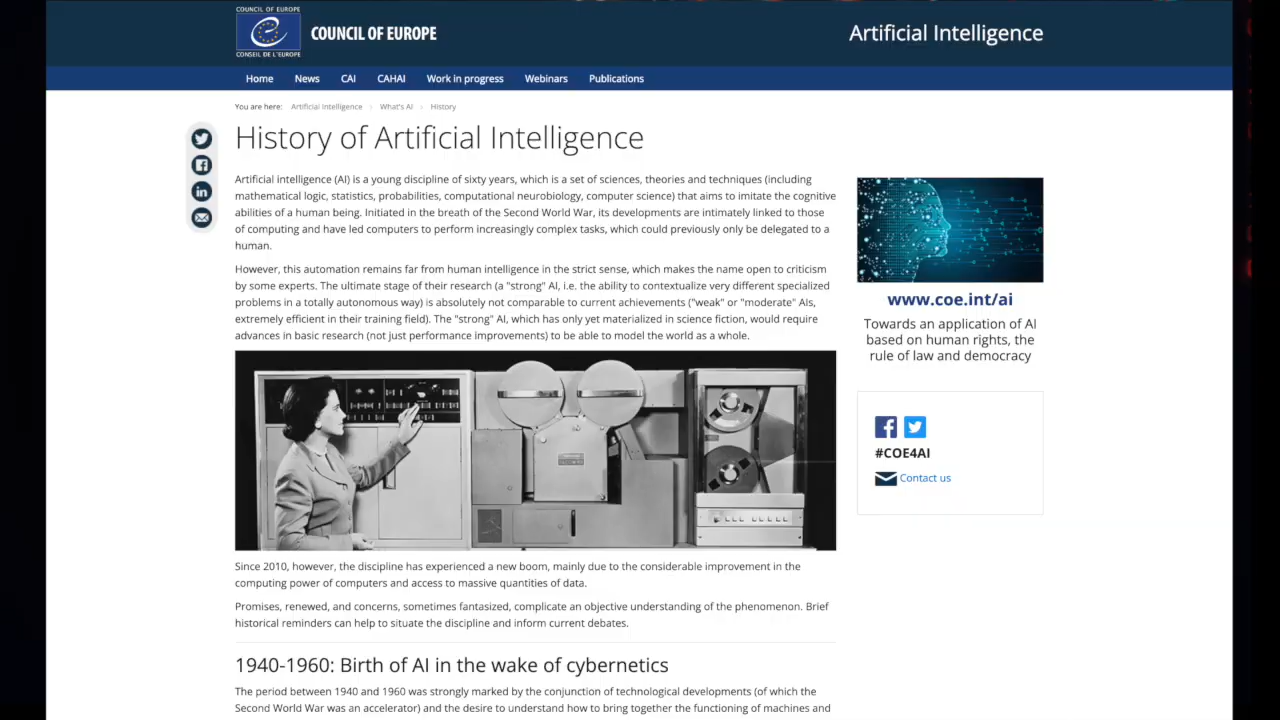 COUNCIL OF EUROPE
CONSEIL DE L'EUROPE
COUNCIL OF EUROPE
Artificial Intelligence
Home News CAI CAHAI Work in progress Webinars Publications
You are here: Artificial Intelligence › What's AI › History
History of Artificial Intelligence
Artificial intelligence (AI) is a young discipline of sixty years, which is a set of sciences, theories and techniques (including
mathematical logic, statistics, probabilities, computational neurobiology, computer science) that aims to imitate the cognitive
abilities of a human being. Initiated in the breath of the Second World War, its developments are intimately linked to those
of computing and have led computers to perform increasingly complex tasks, which could previously only be delegated to a
human.
However, this automation remains far from human intelligence in the strict sense, which makes the name open to criticism
by some experts. The ultimate stage of their research (a "strong" AI, i.e. the ability to contextualize very different specialized
problems in a totally autonomous way) is absolutely not comparable to current achievements ("weak" or "moderate" AIs,
extremely efficient in their training field). The "strong" AI, which has only yet materialized in science fiction, would require
advances in basic research (not just performance improvements) to be able to model the world as a whole.
Since 2010, however, the discipline has experienced a new boom, mainly due to the considerable improvement in the
computing power of computers and access to massive quantities of data.
Promises, renewed, and concerns, sometimes fantasized, complicate an objective understanding of the phenomenon. Brief
historical reminders can help to situate the discipline and inform current debates.
1940-1960: Birth of AI in the wake of cybernetics
The period between 1940 and 1960 was strongly marked by the conjunction of technological developments (of which the
Second World War was an accelerator) and the desire to understand how to bring together the functioning of machines and
www.coe.int/ai
Towards an application of AI
based on human rights, the
rule of law and democracy
#COE4AI
Contact us